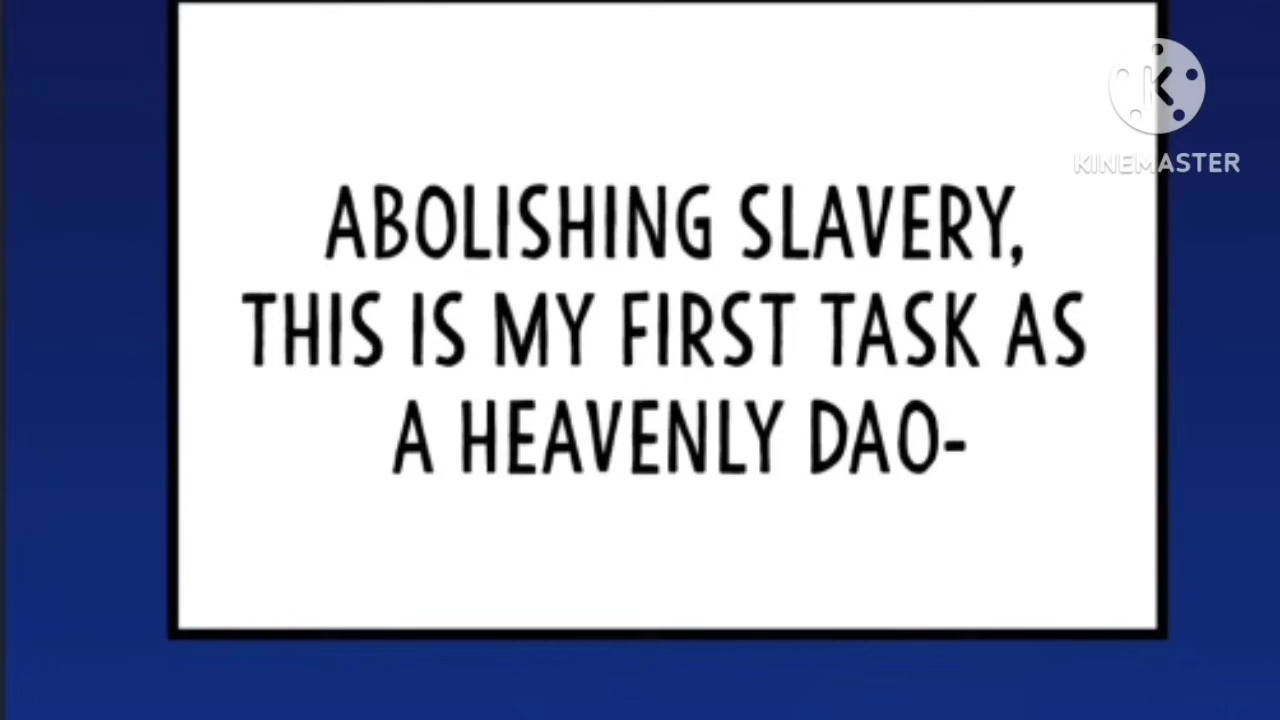 K
KINEMASTER
ABOLISHING SLAVERY,
THIS IS MY FIRST TASK AS
A HEAVENLY DAO-